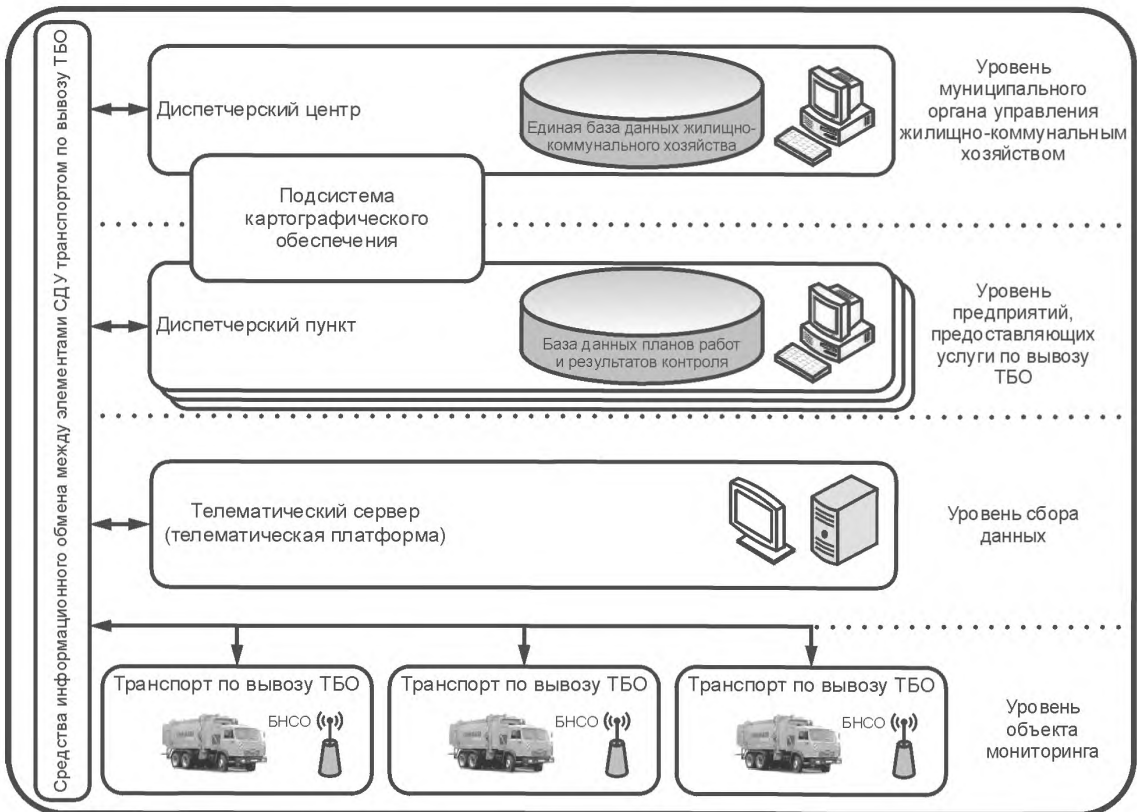 Средства информационного обмена между элементами СДУ транспортом по вывозу ТБО
Диспетчерский центр
Единая база данных жилищно-
коммунального хозяйства
Уровень
муниципального
органа управления
жилищно-коммунальным
хозяйством
Подсистема
картографического
обеспечения
Диспетчерский пункт
База данных планов работ
и результатов контроля
Уровень
предприятий,
предоставляющих
услуги по вывозу
ТБО
Телематический сервер
(телематическая платформа)
Уровень сбора
данных
Транспорт по вывозу ТБО
БНСО
Транспорт по вывозу ТБО
БНСО
Транспорт по вывозу ТБО
БНСО
Уровень
объекта
мониторинга